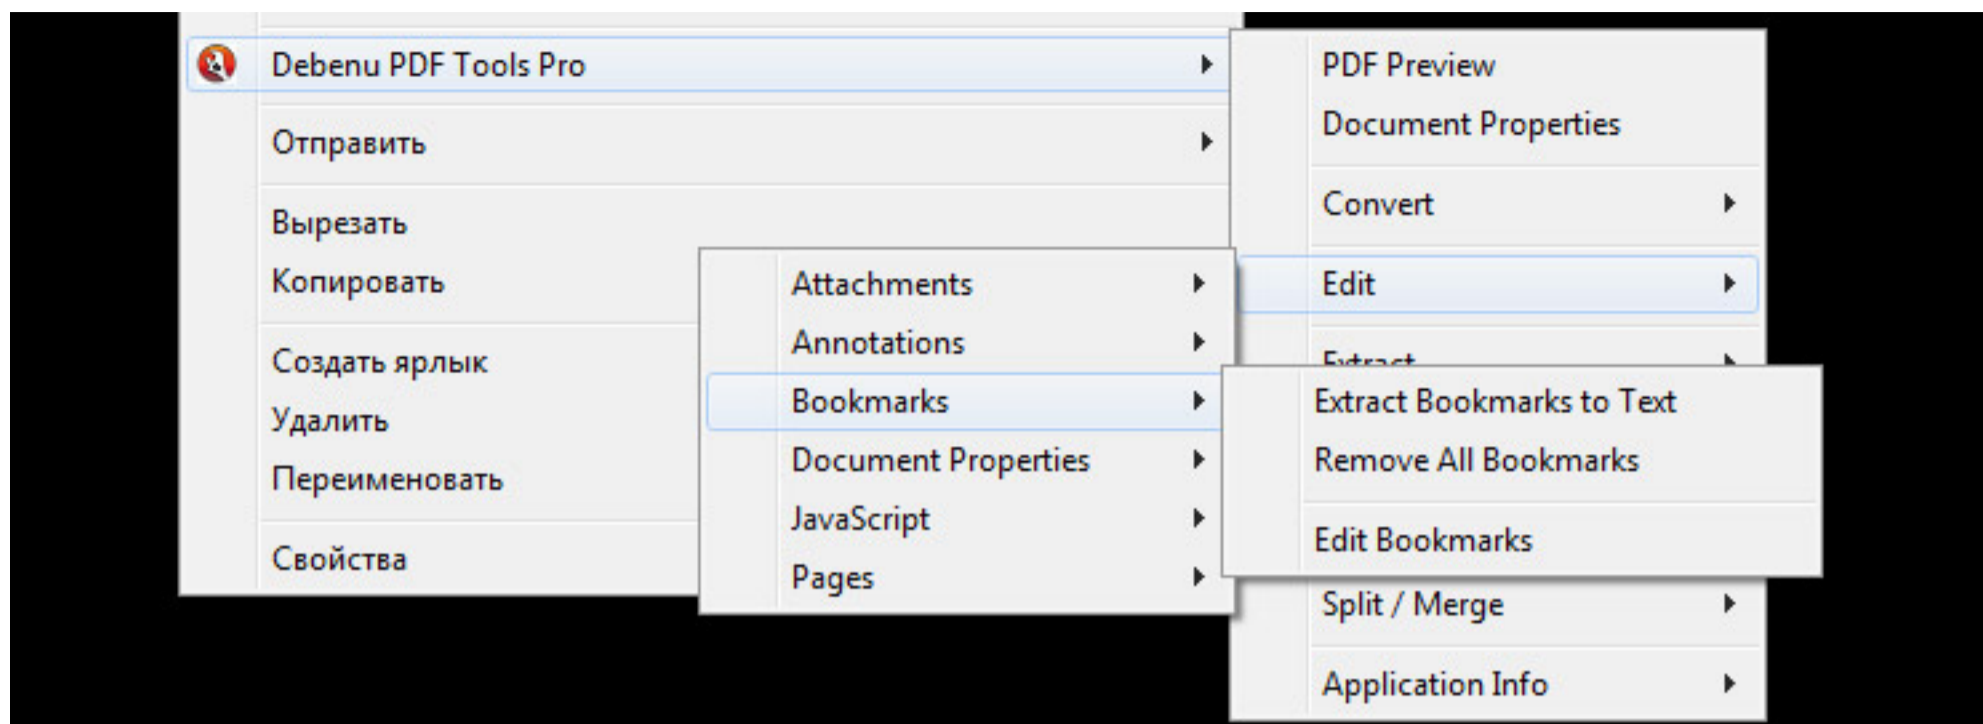 Debenu PDF Tools Pro
Отправить
Вырезать
Копировать
Создать ярлык
Удалить
Переименовать
Свойства
PDF Preview
Document Properties
Convert
Edit
Extract
Split / Merge
Application Info
Attachments
Annotations
Bookmarks
Document Properties
JavaScript
Pages
Extract Bookmarks to Text
Remove All Bookmarks
Edit Bookmarks